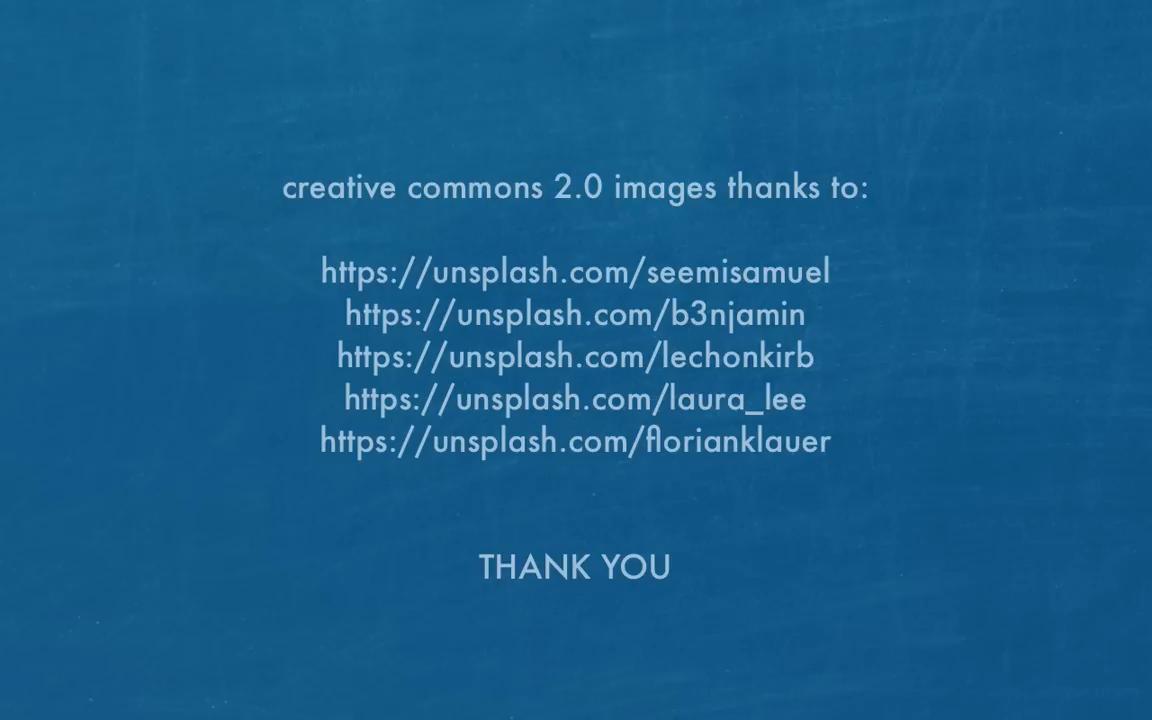 creative commons 2.0 images thanks to:
https://unsplash.com/seemisamuel
https://unsplash.com/b3njamin
https://unsplash.com/lechonkirb
https://unsplash.com/laura_lee
https://unsplash.com/florianklauer
THANK YOU